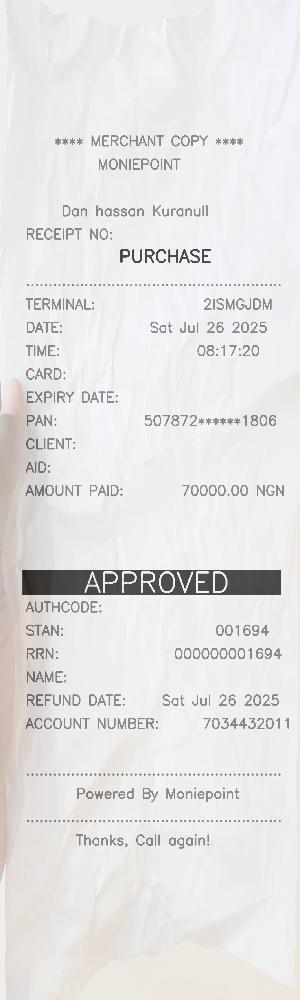 **** MERCHANT COPY ****
MONIEPOINT
Dan hassan Kuranull
RECEIPT NO:
PURCHASE
TERMINAL: 2ISMGJDM
DATE: Sat Jul 26 2025
TIME: 08:17:20
CARD:
EXPIRY DATE:
PAN: 507872******1806
CLIENT:
AID:
AMOUNT PAID: 70000.00 NGN
APPROVED
AUTHCODE:
STAN: 001694
RRN: 000000001694
NAME:
REFUND DATE: Sat Jul 26 2025
ACCOUNT NUMBER: 7034432011
Powered By Moniepoint
Thanks, Call again!